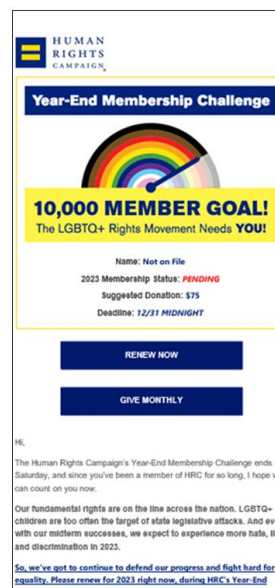 HUMAN
RIGHTS
CAMPAIGN®
Year-End Membership Challenge
10,000 MEMBER GOAL!
The LGBTQ+ Rights Movement Needs YOU!
Name: Not on File
2023 Membership Status: PENDING
Suggested Donation: $75
Deadline: 12/31 MIDNIGHT
RENEW NOW
GIVE MONTHLY
Hi,
The Human Rights Campaign's Year-End Membership Challenge ends
Saturday, and since you've been a member of HRC for so long, I hope
can count on you now.
Our fundamental rights are on the line across the nation. LGBTQ+
children are too often the target of state legislative attacks. And
with our midterm successes, we expect to experience more hate,
and discrimination in 2023.
So, we've got to continue to defend our progress and fight hard for
equality. Please renew for 2023 right now, during HRC's Year-End